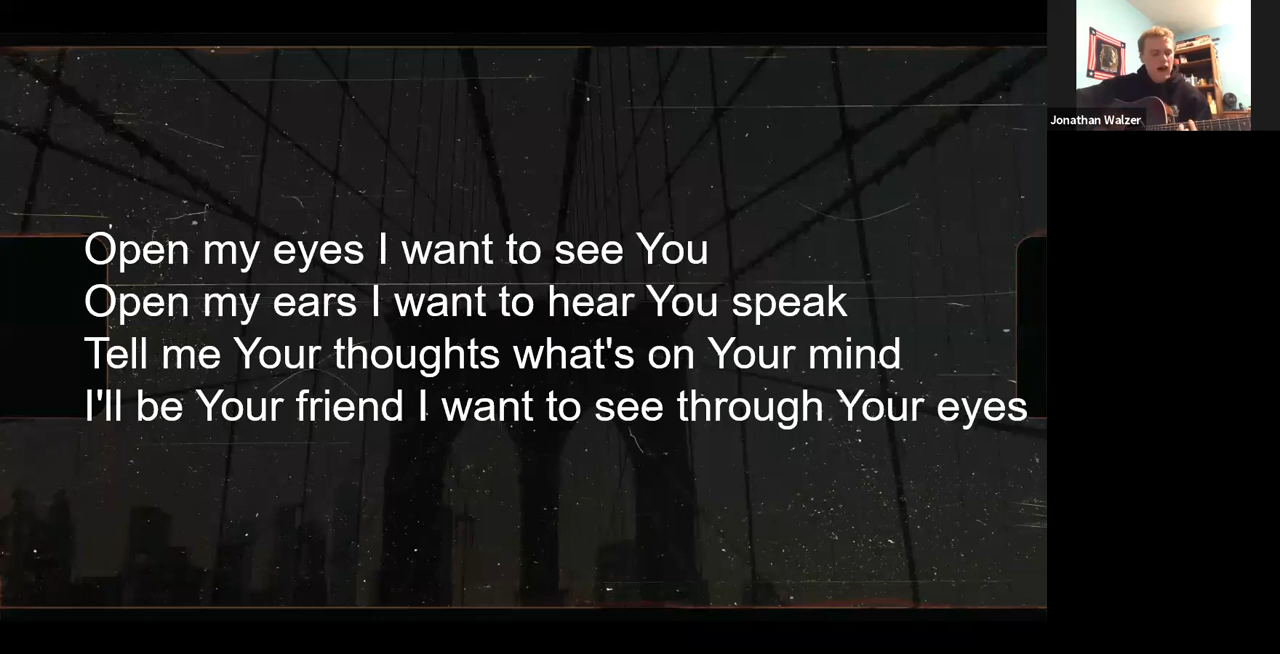 Open my eyes I want to see You
Open my ears I want to hear You speak
Tell me Your thoughts what's on Your mind
I'll be Your friend I want to see through Your eyes
Jonathan Walzer